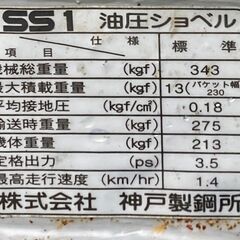 SS1 油圧ショベル
項目 仕様 標準
機械総重量 (kgf) 343
最大積載重量 (kgf) 13(バケット幅230)
平均接地圧 (kgf) 0.18
輸送時重量 (kgf) 275
機体重量 (kgf) 213
定格出力 (ps) 3.5
最高走行速度 (km/hr) 1.4
株式会社 神戸製鋼所